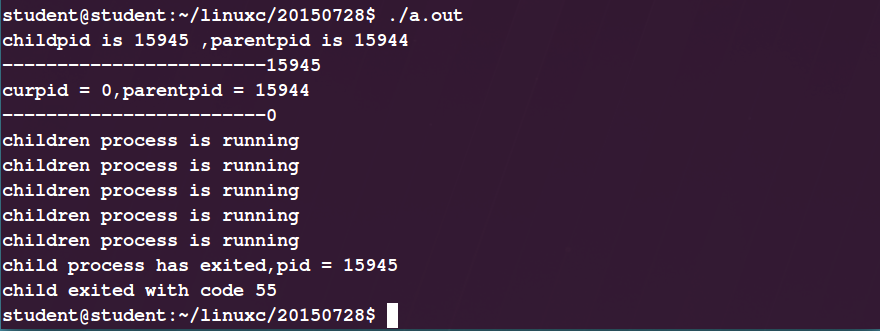 student@student:~/linuxc/20150728$ ./a.out
childpid is 15945 ,parentpid is 15944
------------------------15945
curpid = 0,parentpid = 15944
------------------------0
children process is running
children process is running
children process is running
children process is running
children process is running
child process has exited,pid = 15945
child exited with code 55
student@student:~/linuxc/20150728$